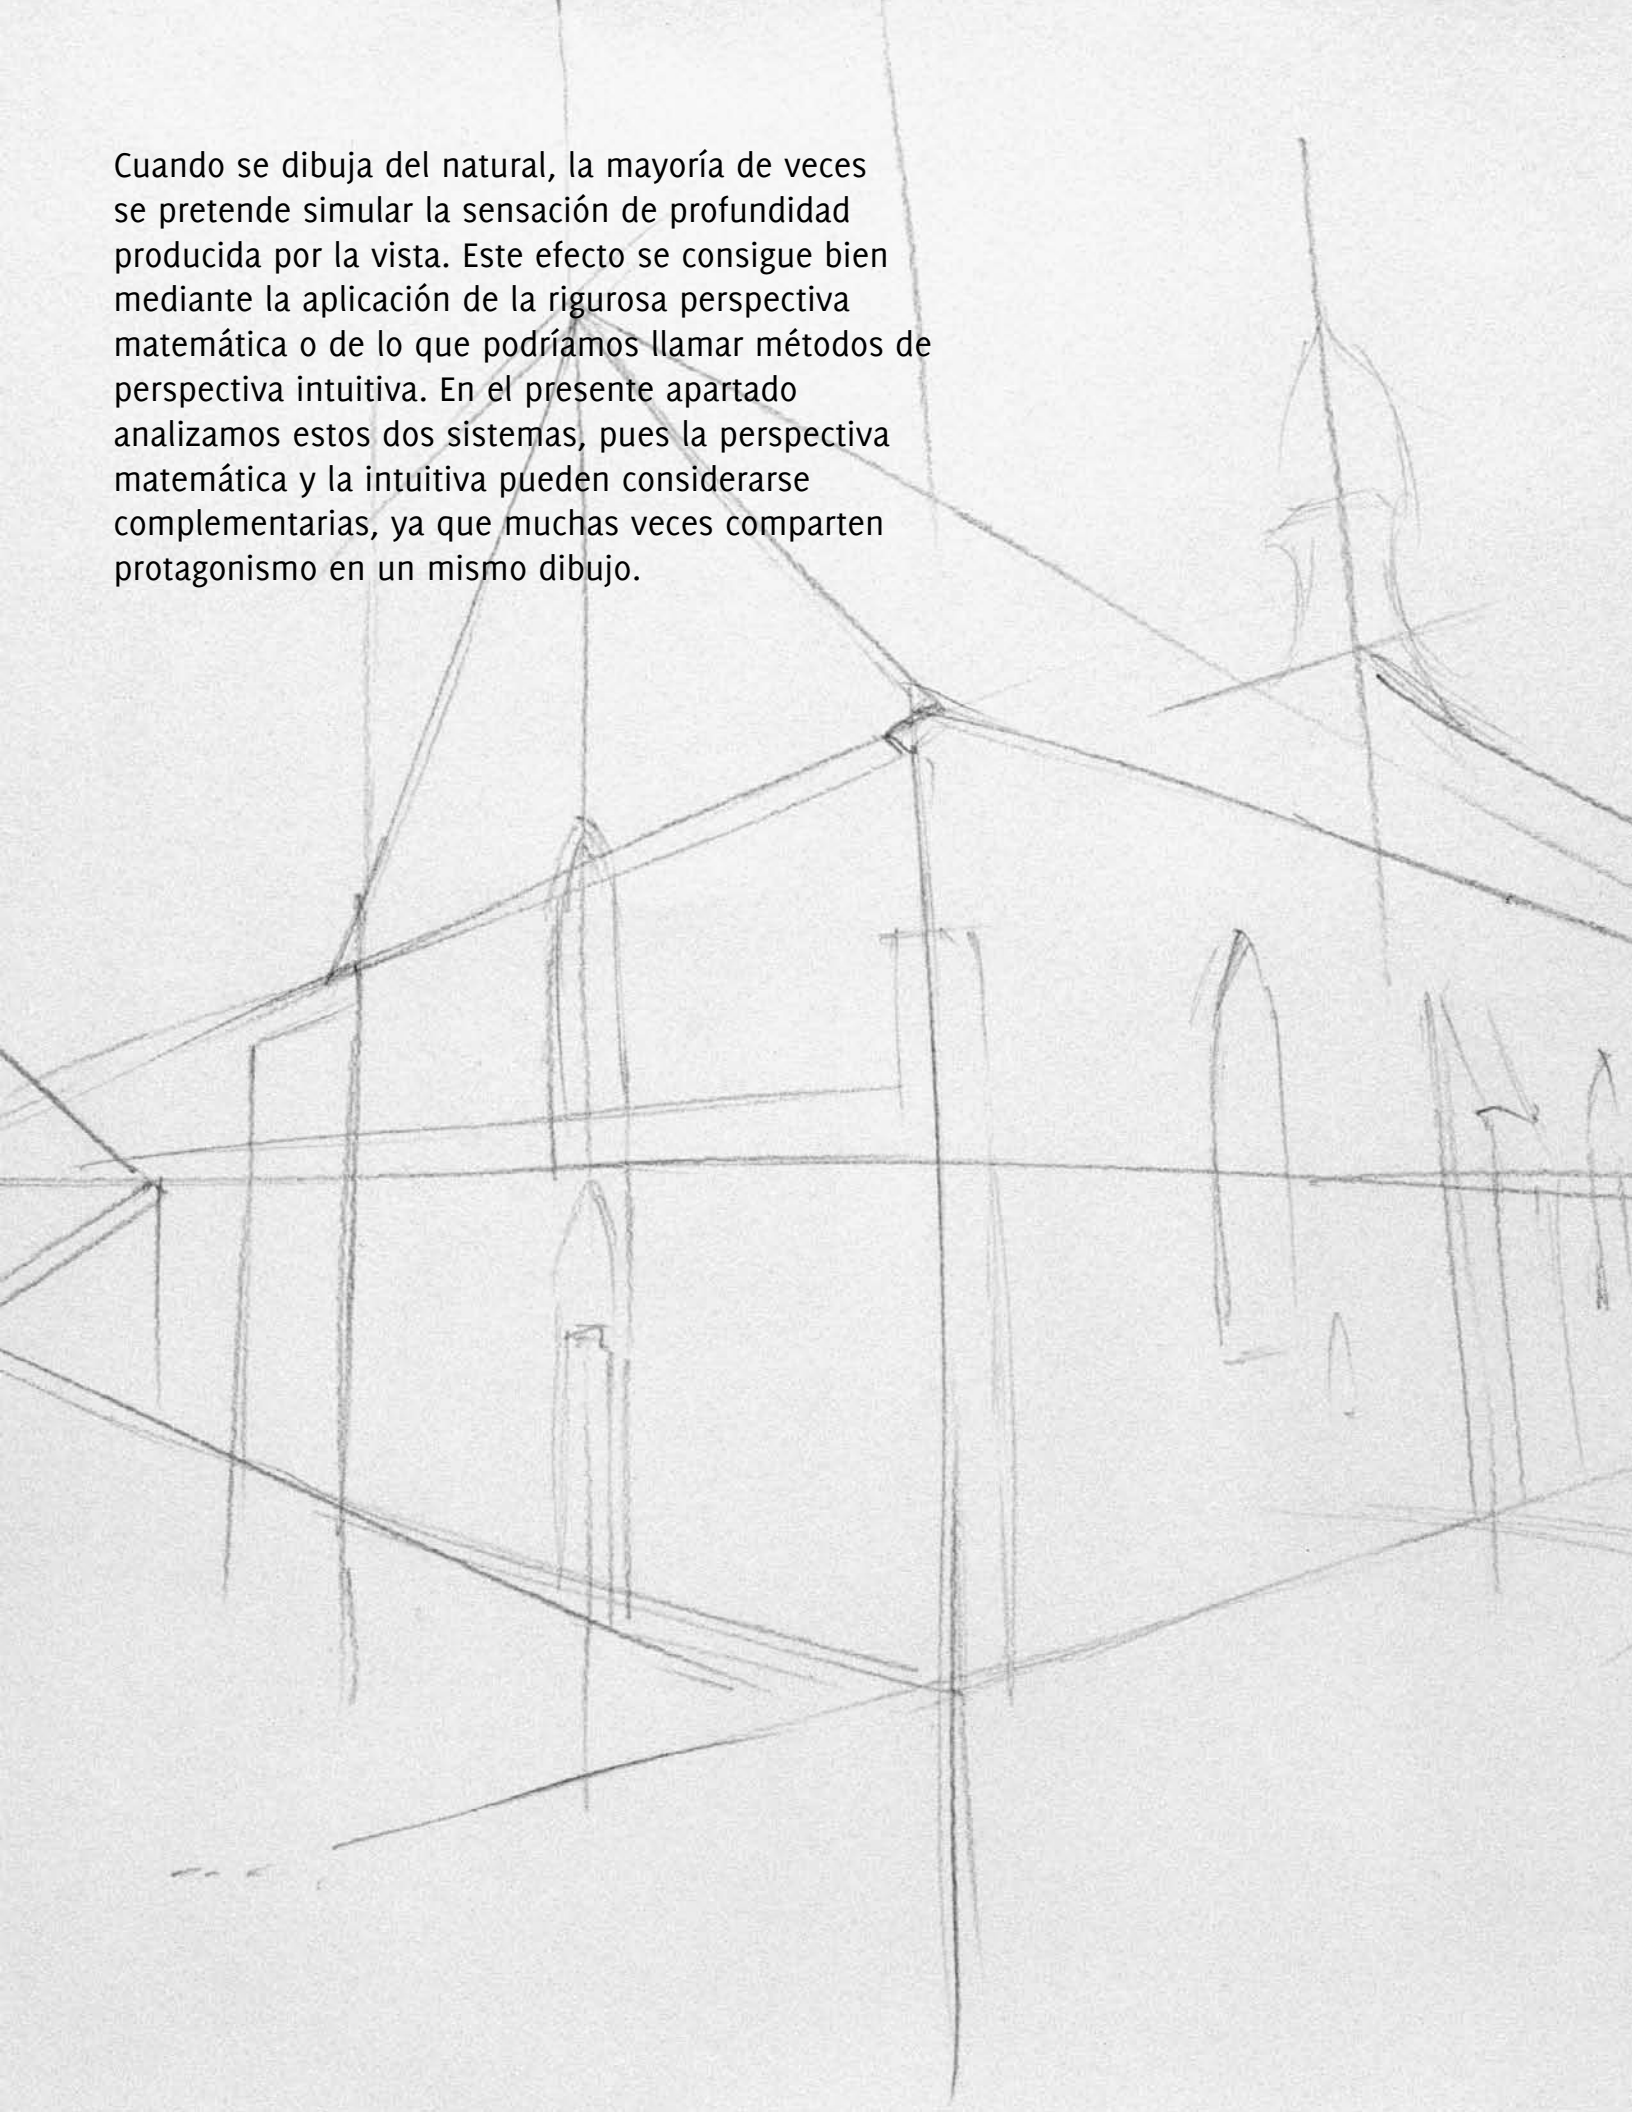 Cuando se dibuja del natural, la mayoría de veces
se pretende simular la sensación de profundidad
producida por la vista. Este efecto se consigue bien
mediante la aplicación de la rigurosa perspectiva
matemática o de lo que podríamos llamar métodos de
perspectiva intuitiva. En el presente apartado
analizamos estos dos sistemas, pues la perspectiva
matemática y la intuitiva pueden considerarse
complementarias, ya que muchas veces comparten
protagonismo en un mismo dibujo.